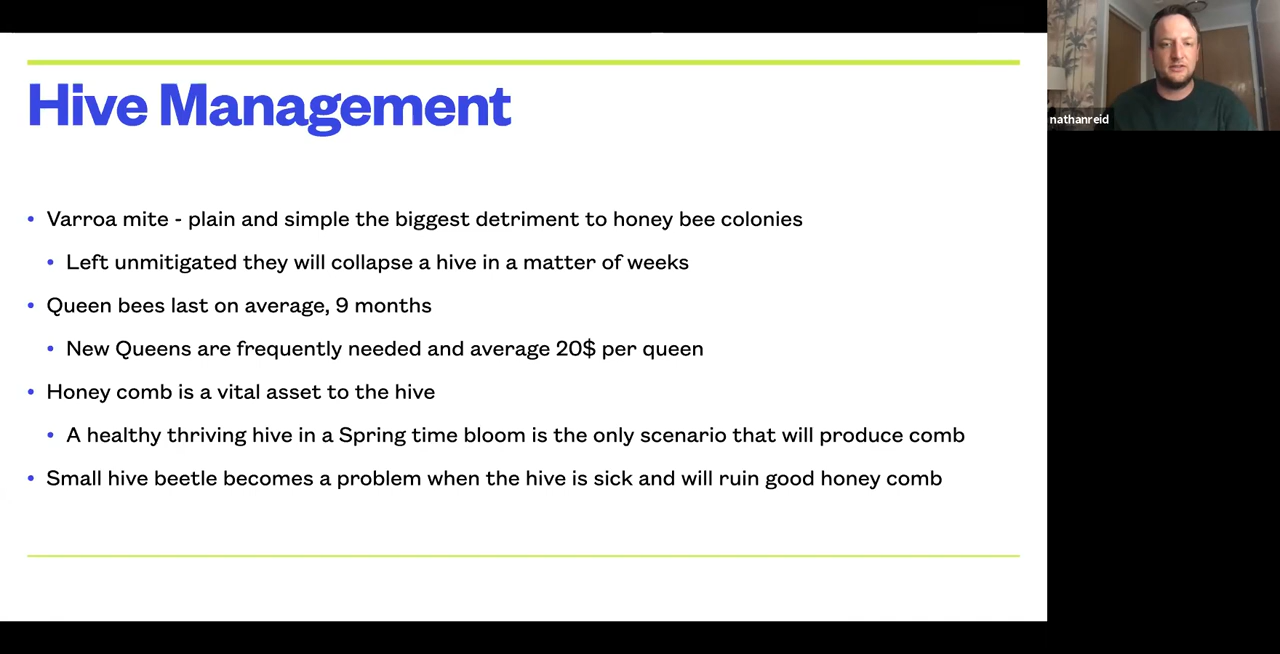 Hive Management
• Varroa mite - plain and simple the biggest detriment to honey bee colonies
• Left unmitigated they will collapse a hive in a matter of weeks
• Queen bees last on average, 9 months
• New Queens are frequently needed and average 20$ per queen
• Honey comb is a vital asset to the hive
• A healthy thriving hive in a Spring time bloom is the only scenario that will produce comb
• Small hive beetle becomes a problem when the hive is sick and will ruin good honey comb
nathanreid